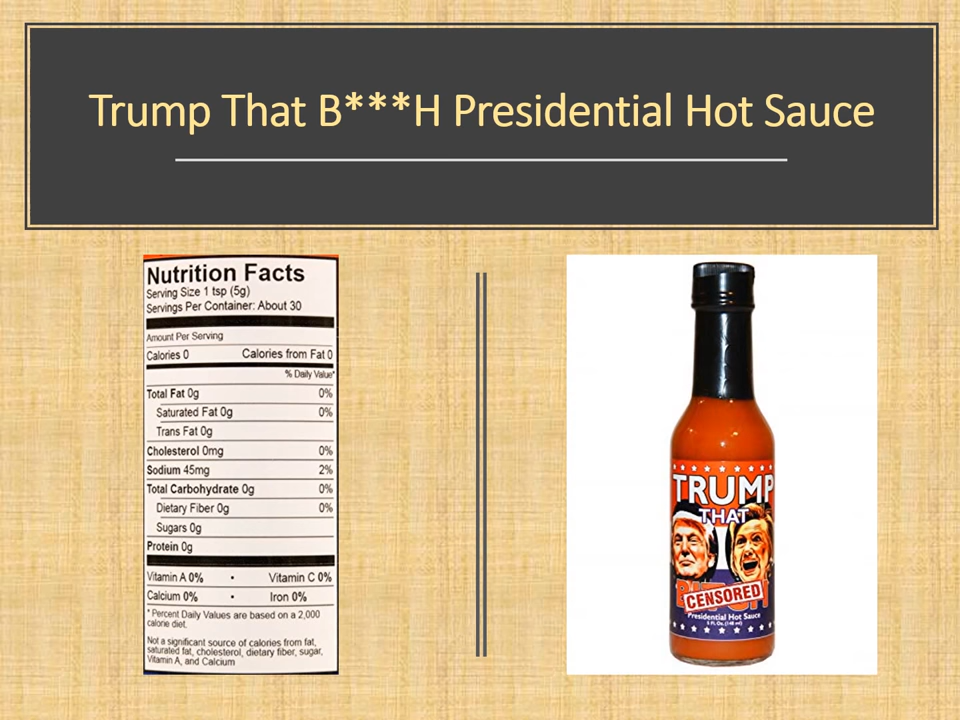 Trump That B***H Presidential Hot Sauce
Nutrition Facts
Serving Size 1 tsp (5g)
Servings Per Container: About 30
Amount Per Serving
Calories 0 Calories from Fat 0
% Daily Value*
Total Fat 0g 0%
Saturated Fat 0g 0%
Trans Fat 0g
Cholesterol 0mg 0%
Sodium 45mg 2%
Total Carbohydrate 0g 0%
Dietary Fiber 0g 0%
Sugars 0g
Protein 0g
Vitamin A 0% • Vitamin C 0%
Calcium 0% • Iron 0%
* Percent Daily Values are based on a 2,000
calorie diet.
Not a significant source of calories from fat,
saturated fat, cholesterol, dietary fiber, sugar,
Vitamin A, and Calcium
TRUMP
THAT
CENSORED
Presidential Hot Sauce
5 Fl. Oz. (148 ml)